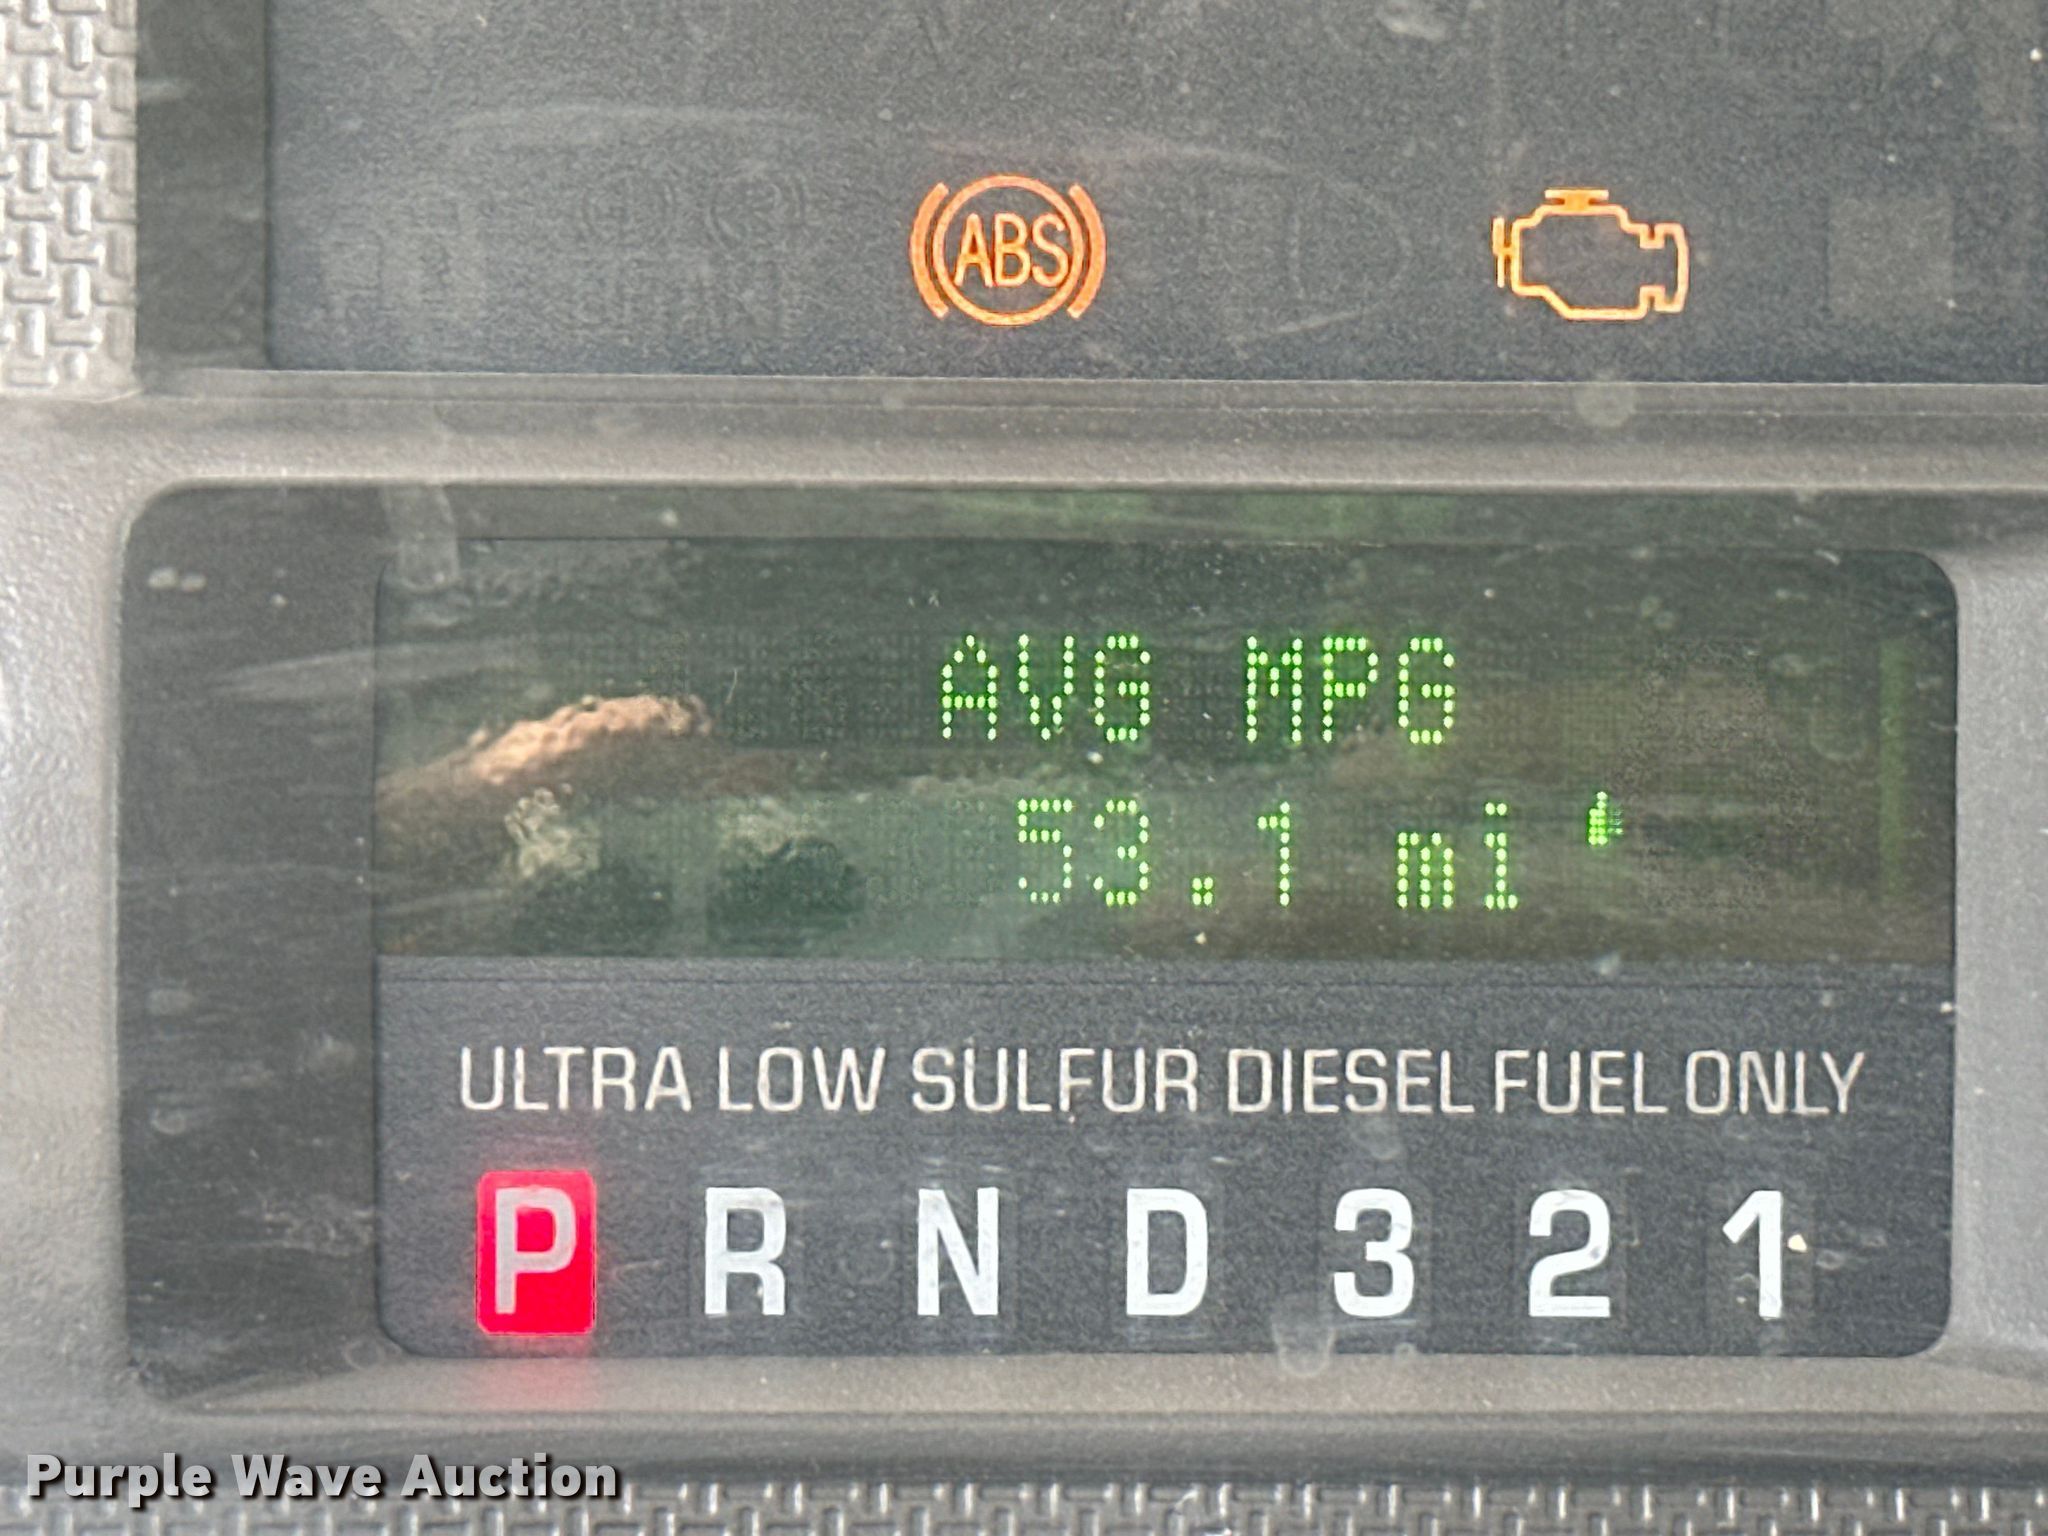 ABS
AVG MPG
53.1 mi
ULTRA LOW SULFUR DIESEL FUEL ONLY
P R N D 3 2 1
Purple Wave Auction